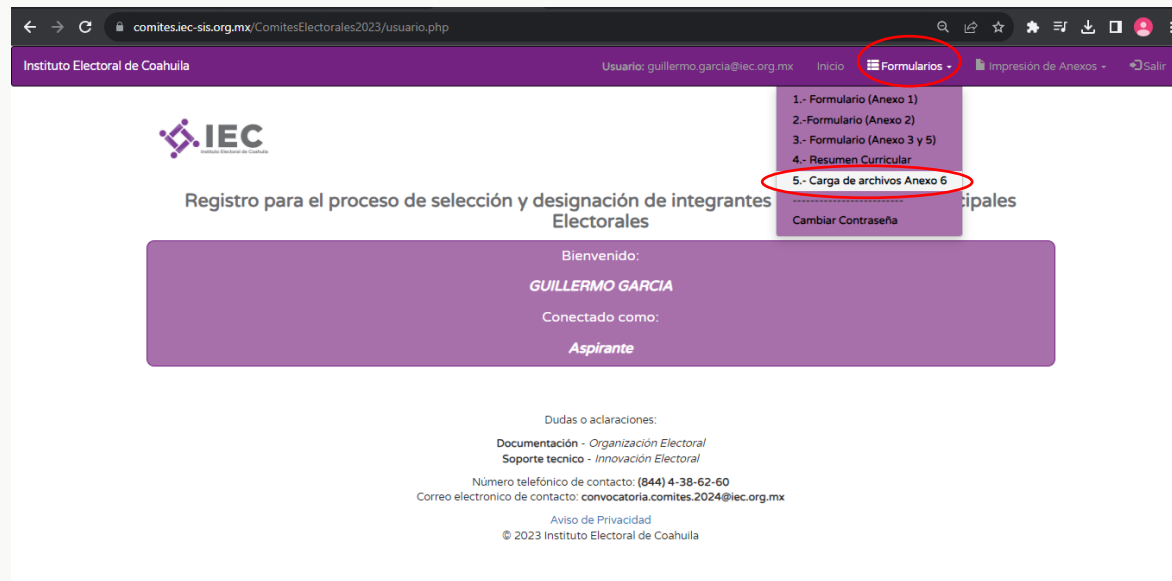 comites.iec-sis.org.mx/ComitesElectorales2023/usuario.php
Instituto Electoral de Coahuila
Usuario: guillermo.garcia@iec.org.mx
Inicio
Formularios
Impresión de Anexos
Salir
1.- Formulario (Anexo 1)
2.-Formulario (Anexo 2)
3.- Formulario (Anexo 3 y 5)
4.- Resumen Curricular
5.- Carga de archivos Anexo 6
-------------------------
Cambiar Contraseña
IEC
Instituto Electoral de Coahuila
Registro para el proceso de selección y designación de integrantes cipales
Electorales
Bienvenido:
GUILLERMO GARCIA
Conectado como:
Aspirante
Dudas o aclaraciones:
Documentación - Organización Electoral
Soporte tecnico - Innovación Electoral
Número telefónico de contacto: (844) 4-38-62-60
Correo electronico de contacto: convocatoria.comites.2024@iec.org.mx
Aviso de Privacidad
© 2023 Instituto Electoral de Coahuila